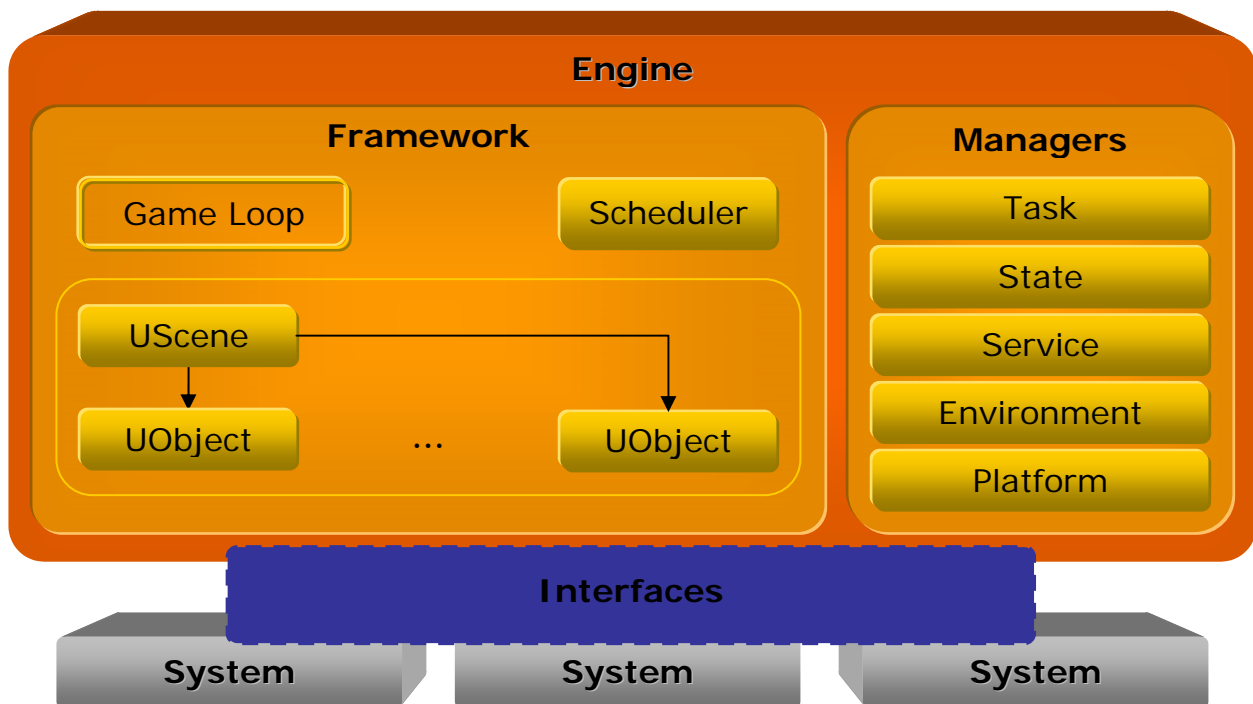 Engine
Framework
Game Loop
Scheduler
UScene
UObject
...
UObject
Managers
Task
State
Service
Environment
Platform
Interfaces
System
System
System